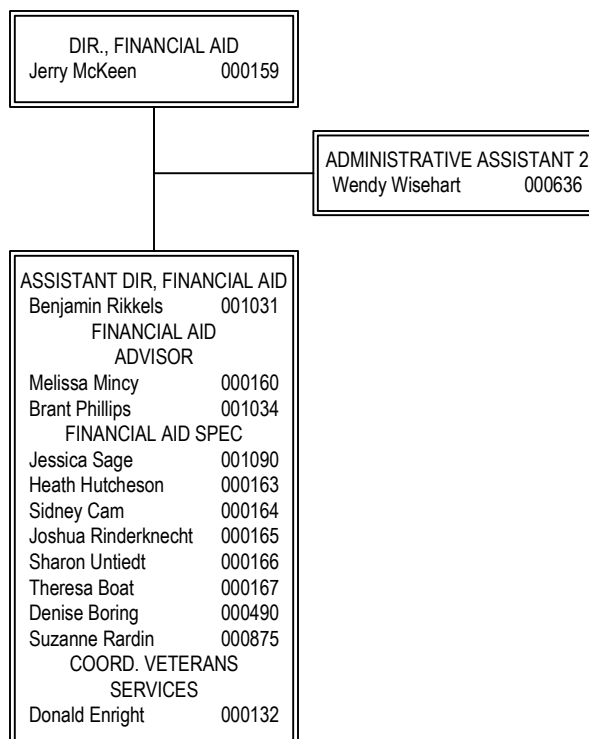 DIR., FINANCIAL AID
Jerry McKeen 000159
ADMINISTRATIVE ASSISTANT 2
Wendy Wisehart 000636
ASSISTANT DIR, FINANCIAL AID
Benjamin Rikkels 001031
FINANCIAL AID
ADVISOR
Melissa Mincy 000160
Brant Phillips 001034
FINANCIAL AID SPEC
Jessica Sage 001090
Heath Hutcheson 000163
Sidney Cam 000164
Joshua Rinderknecht 000165
Sharon Untiedt 000166
Theresa Boat 000167
Denise Boring 000490
Suzanne Rardin 000875
COORD. VETERANS
SERVICES
Donald Enright 000132